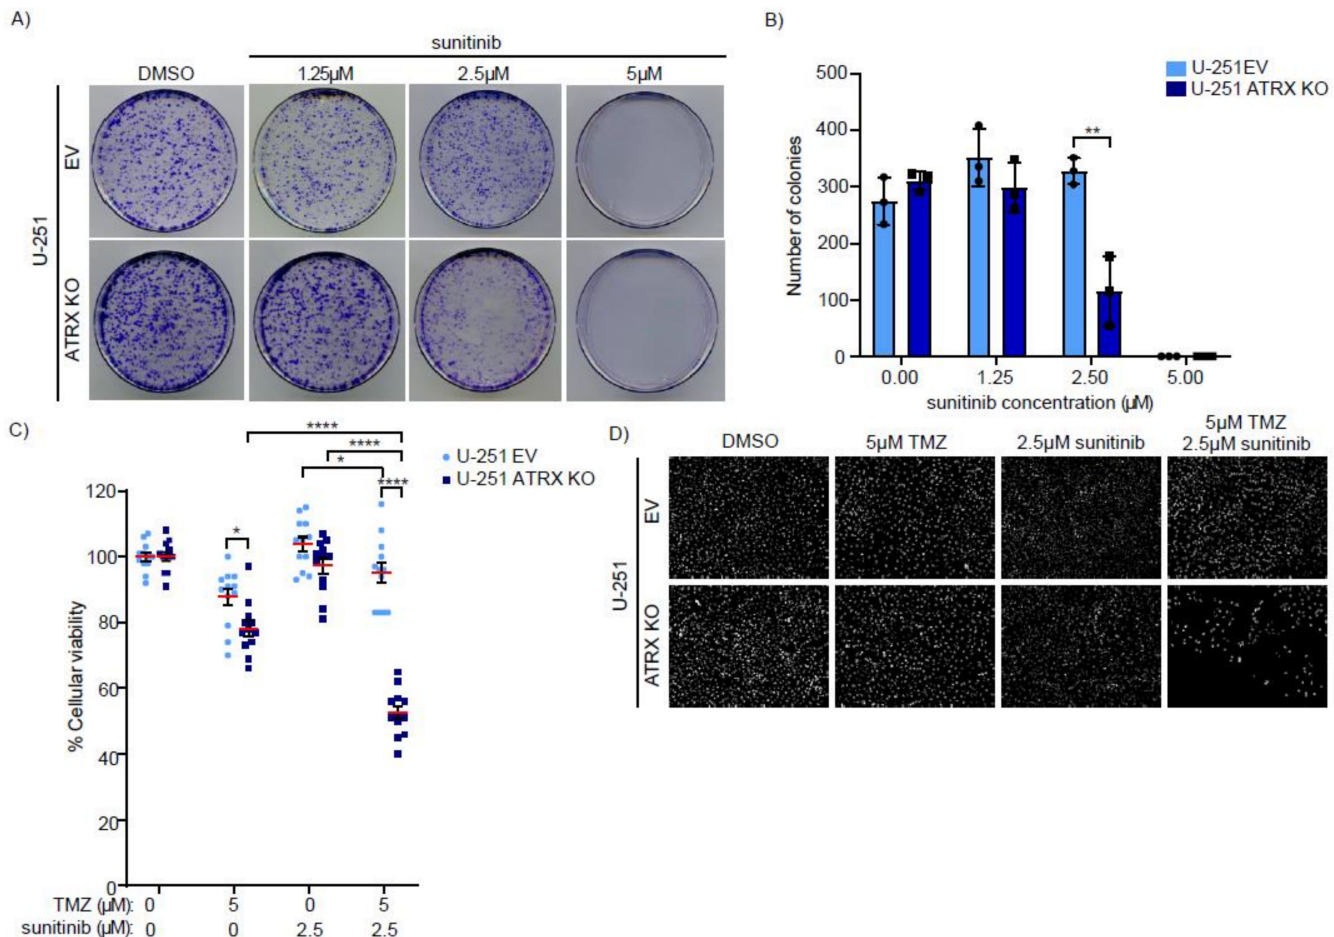 A)
sunitinib
DMSO 1.25µM 2.5µM 5µM
U-251
EV
ATRX KO
B)
U-251EV
U-251 ATRX KO
Number of colonies
500
400
300
200
100
0
**
0.00 1.25 2.50 5.00
sunitinib concentration (µM)
C)
****
****
*
****
*
U-251 EV
U-251 ATRX KO
% Cellular viability
120
100
80
60
40
20
0
TMZ (µM): 0 5 0 5
sunitinib (µM): 0 0 2.5 2.5
D)
DMSO 5µM TMZ 2.5µM sunitinib 5µM TMZ
2.5µM sunitinib
U-251
EV
ATRX KO